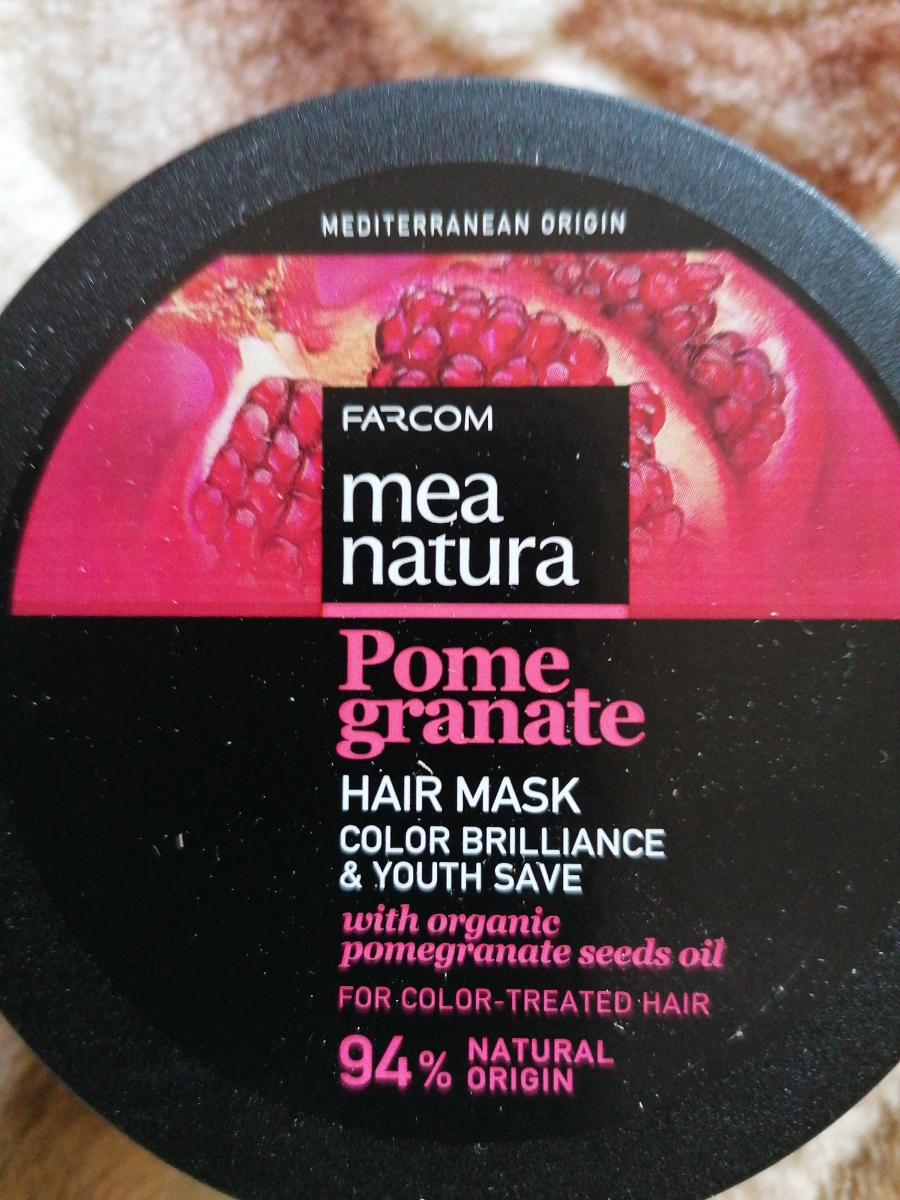 MEDITERRANEAN ORIGIN
FARCOM
mea
natura
Pome
granate
HAIR MASK
COLOR BRILLIANCE
& YOUTH SAVE
with organic
pomegranate seeds oil
FOR COLOR-TREATED HAIR
94% NATURAL
ORIGIN